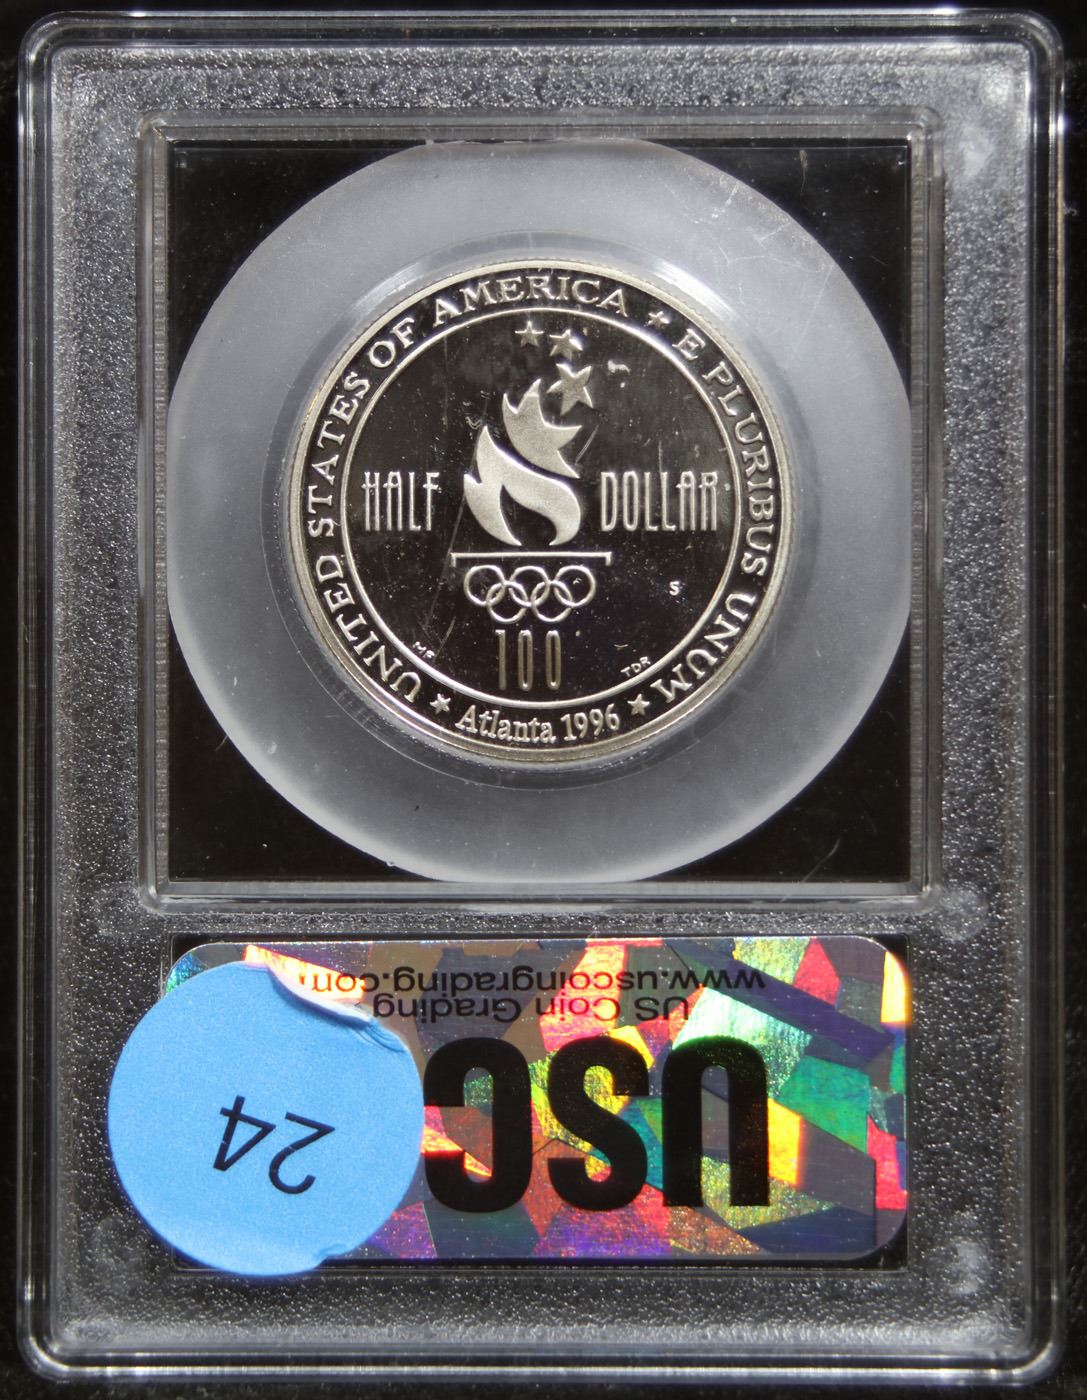 UNITED STATES OF AMERICA ★ E PLURIBUS UNUM ★
Atlanta 1996 ★
HALF DOLLAR
S
100
TDR
US Coin Grading
www.uscoingrading.com
USC
24